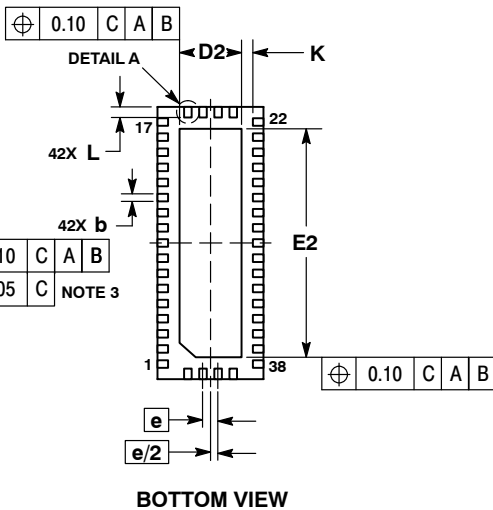 ⌖ 0.10 C A B
D2
K
DETAIL A
17
22
42X L
42X b
E2
10 C A B
05 C NOTE 3
1
38
⌖ 0.10 C A B
e
e/2
BOTTOM VIEW